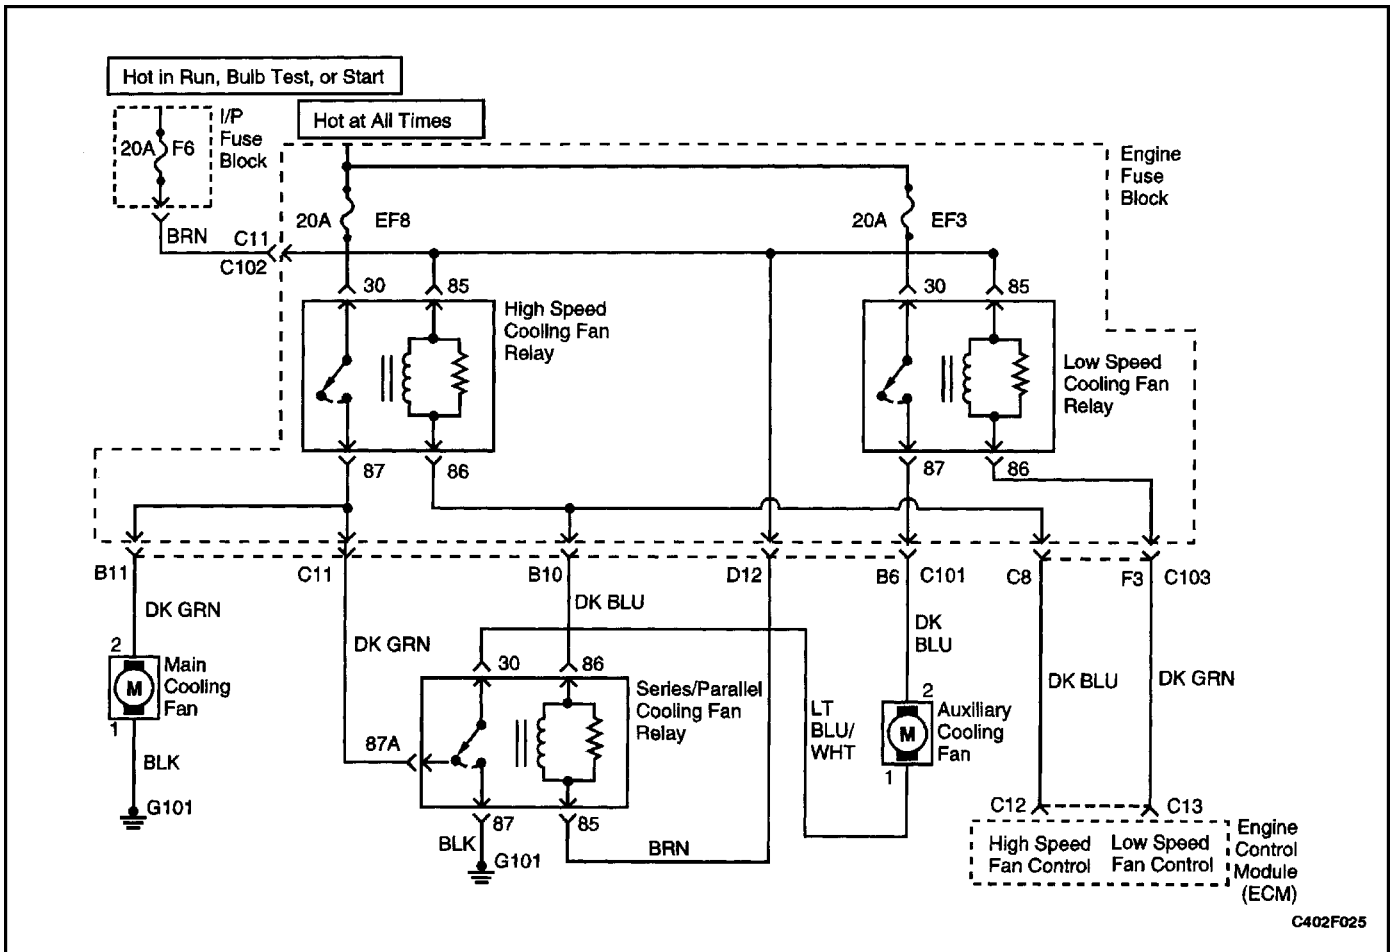 Hot in Run, Bulb Test, or Start
I/P
Fuse
Block
20A
F6
Hot at All Times
Engine
Fuse
Block
20A
EF8
20A
EF3
BRN
C11
C102
30
85
High Speed
Cooling Fan
Relay
30
85
Low Speed
Cooling Fan
Relay
87
86
87
86
B11
C11
B10
D12
B6
C101
C8
F3
C103
DK GRN
DK BLU
DK GRN
DK
BLU
DK BLU
DK GRN
2
M
1
Main
Cooling
Fan
30
86
Series/Parallel
Cooling Fan
Relay
87A
LT
BLU/
WHT
2
M
1
Auxiliary
Cooling
Fan
BLK
G101
87
85
BLK
G101
BRN
C12
C13
High Speed
Fan Control
Low Speed
Fan Control
Engine
Control
Module
(ECM)
C402F025